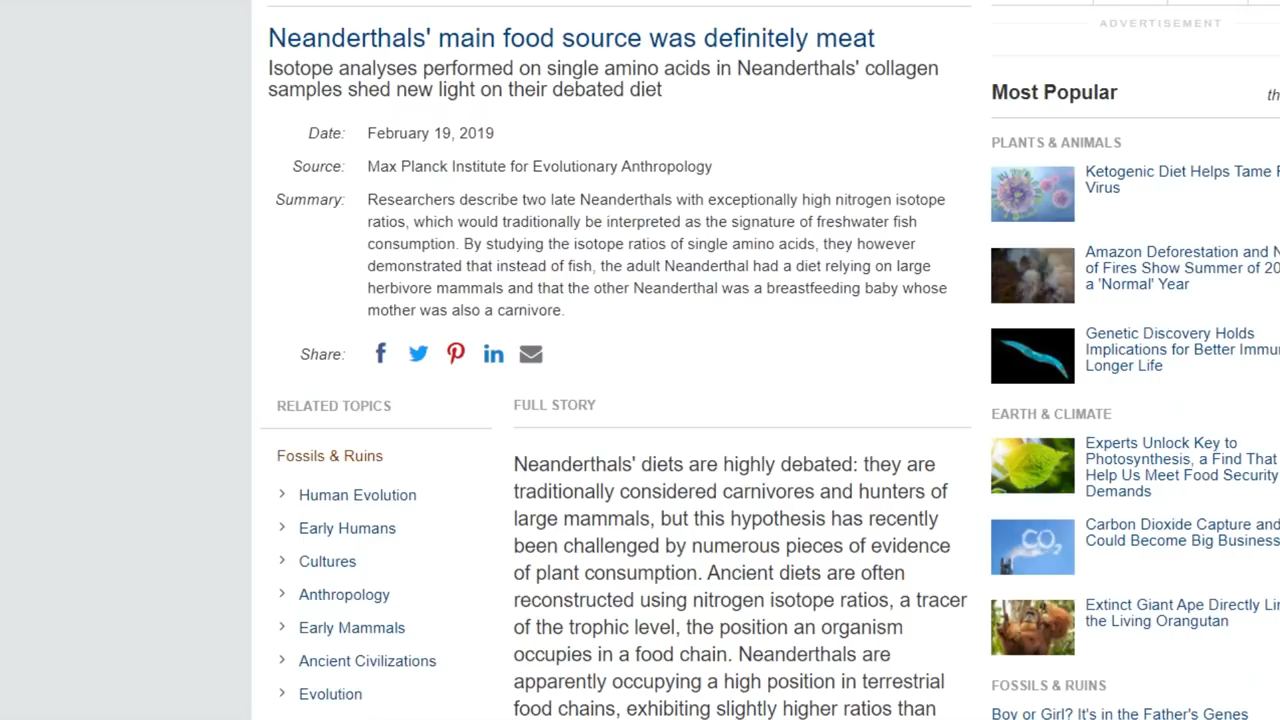 Neanderthals' main food source was definitely meat
Isotope analyses performed on single amino acids in Neanderthals' collagen
samples shed new light on their debated diet
Date: February 19, 2019
Source: Max Planck Institute for Evolutionary Anthropology
Summary: Researchers describe two late Neanderthals with exceptionally high nitrogen isotope
ratios, which would traditionally be interpreted as the signature of freshwater fish
consumption. By studying the isotope ratios of single amino acids, they however
demonstrated that instead of fish, the adult Neanderthal had a diet relying on large
herbivore mammals and that the other Neanderthal was a breastfeeding baby whose
mother was also a carnivore.
Share:
RELATED TOPICS
Fossils & Ruins
Human Evolution
Early Humans
Cultures
Anthropology
Early Mammals
Ancient Civilizations
Evolution
FULL STORY
Neanderthals' diets are highly debated: they are
traditionally considered carnivores and hunters of
large mammals, but this hypothesis has recently
been challenged by numerous pieces of evidence
of plant consumption. Ancient diets are often
reconstructed using nitrogen isotope ratios, a tracer
of the trophic level, the position an organism
occupies in a food chain. Neanderthals are
apparently occupying a high position in terrestrial
food chains, exhibiting slightly higher ratios than
ADVERTISEMENT
Most Popular
PLANTS & ANIMALS
Ketogenic Diet Helps Tame
Virus
Amazon Deforestation and
of Fires Show Summer of
a 'Normal' Year
Genetic Discovery Holds
Implications for Better
Longer Life
EARTH & CLIMATE
Experts Unlock Key to
Photosynthesis, a Find That
Help Us Meet Food Security
Demands
Carbon Dioxide Capture and
Could Become Big Business
CO2
Extinct Giant Ape Directly
the Living Orangutan
FOSSILS & RUINS
Boy or Girl? It's in the Father's Genes